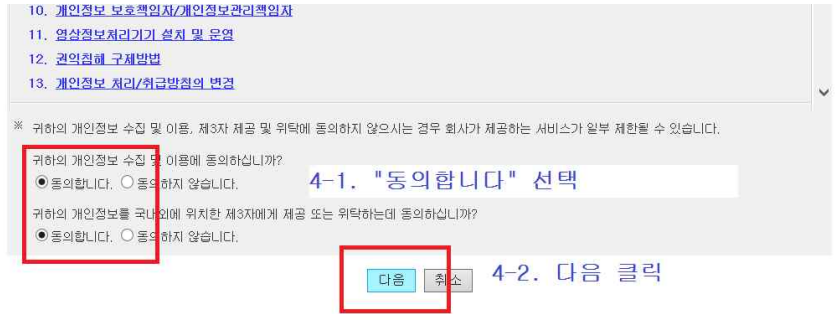 10. 개인정보 보호책임자/개인정보관리책임자
11. 영상정보처리기기 설치 및 운영
12. 권익침해 구제방법
13. 개인정보 처리/취급방침의 변경
※ 귀하의 개인정보 수집 및 이용, 제3자 제공 및 위탁에 동의하지 않으시는 경우 회사가 제공하는 서비스가 일부 제한될 수 있습니다.
귀하의 개인정보 수집 및 이용에 동의하십니까?
동의합니다. 동의하지 않습니다.
4-1. "동의합니다" 선택
귀하의 개인정보를 국내외에 위치한 제3자에게 제공 또는 위탁하는데 동의하십니까?
동의합니다. 동의하지 않습니다.
다음 취소 4-2. 다음 클릭